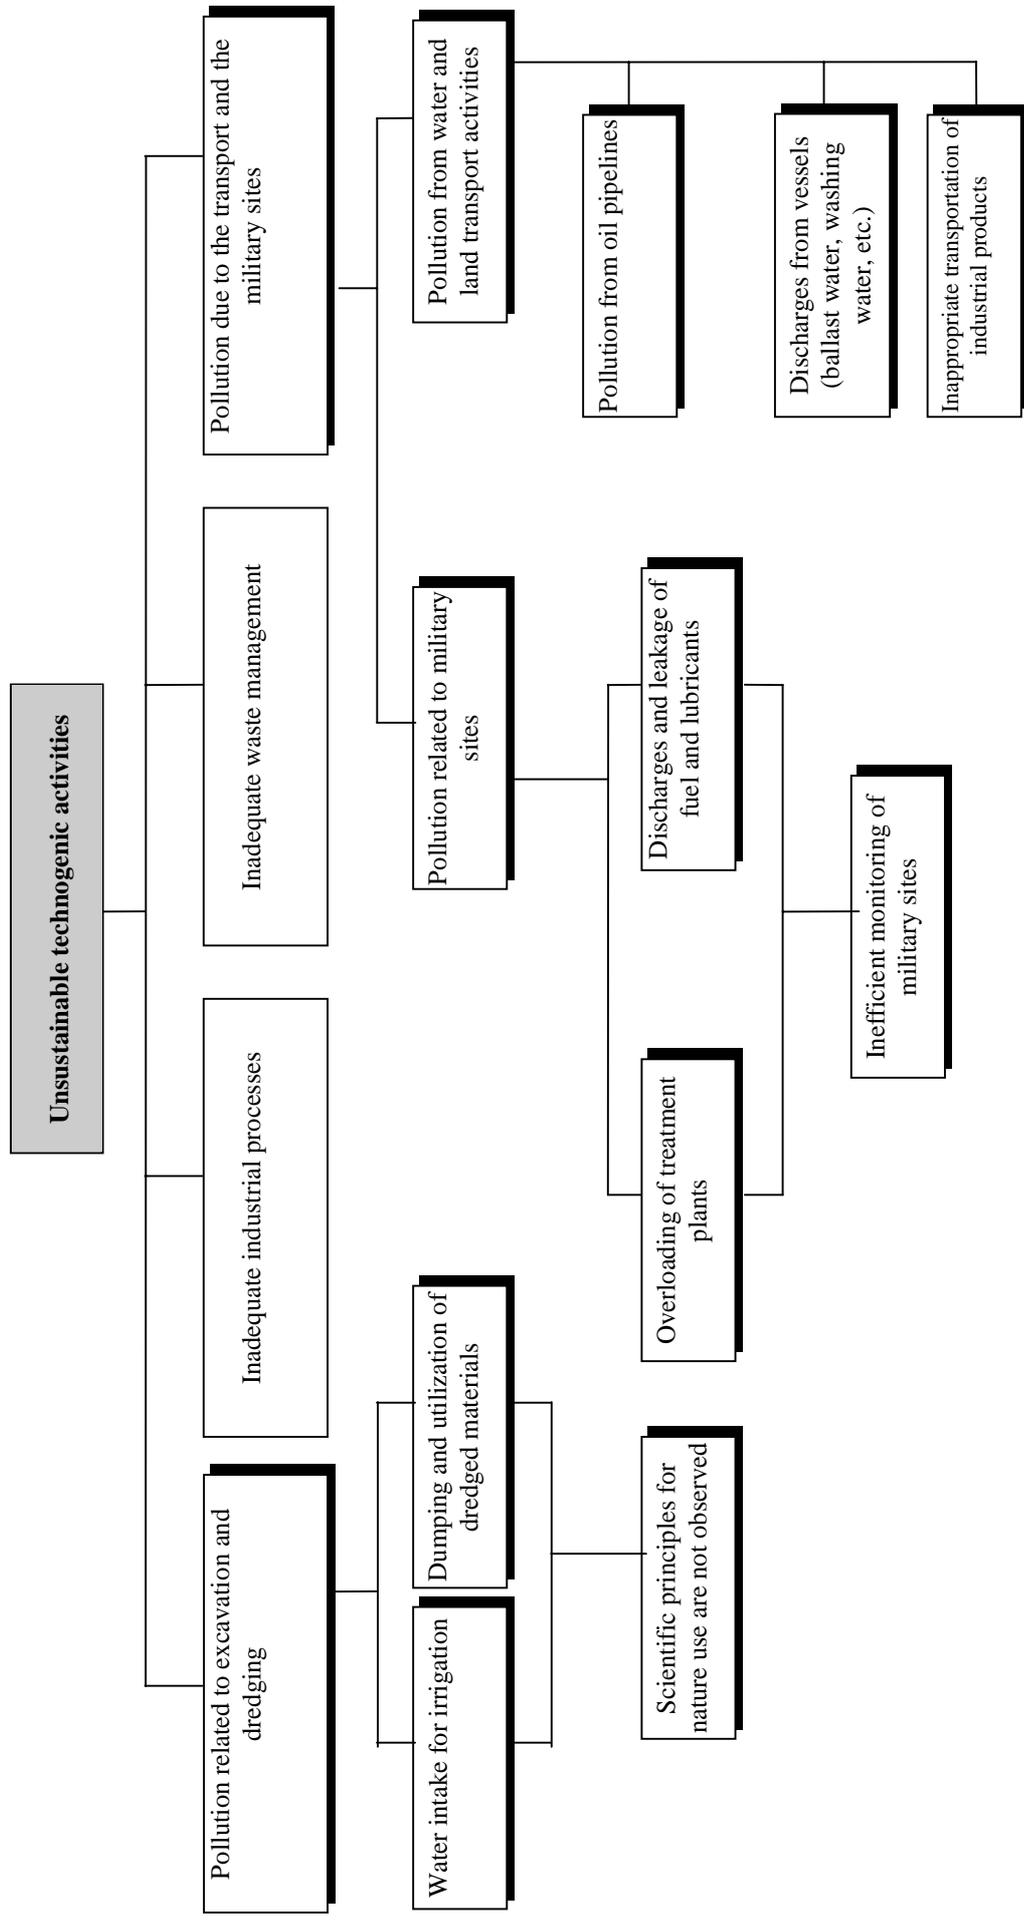 Unsustainable technogenic activities
Pollution related to excavation and
dredging
Inadequate industrial processes
Inadequate waste management
Pollution due to the transport and the
military sites
Water intake for irrigation
Dumping and utilization of
dredged materials
Pollution related to military
sites
Pollution from water and
land transport activities
Scientific principles for
nature use are not observed
Overloading of treatment
plants
Discharges and leakage of
fuel and lubricants
Inefficient monitoring of
military sites
Pollution from oil pipelines
Discharges from vessels
(ballast water, washing
water, etc.)
Inappropriate transportation of
industrial products